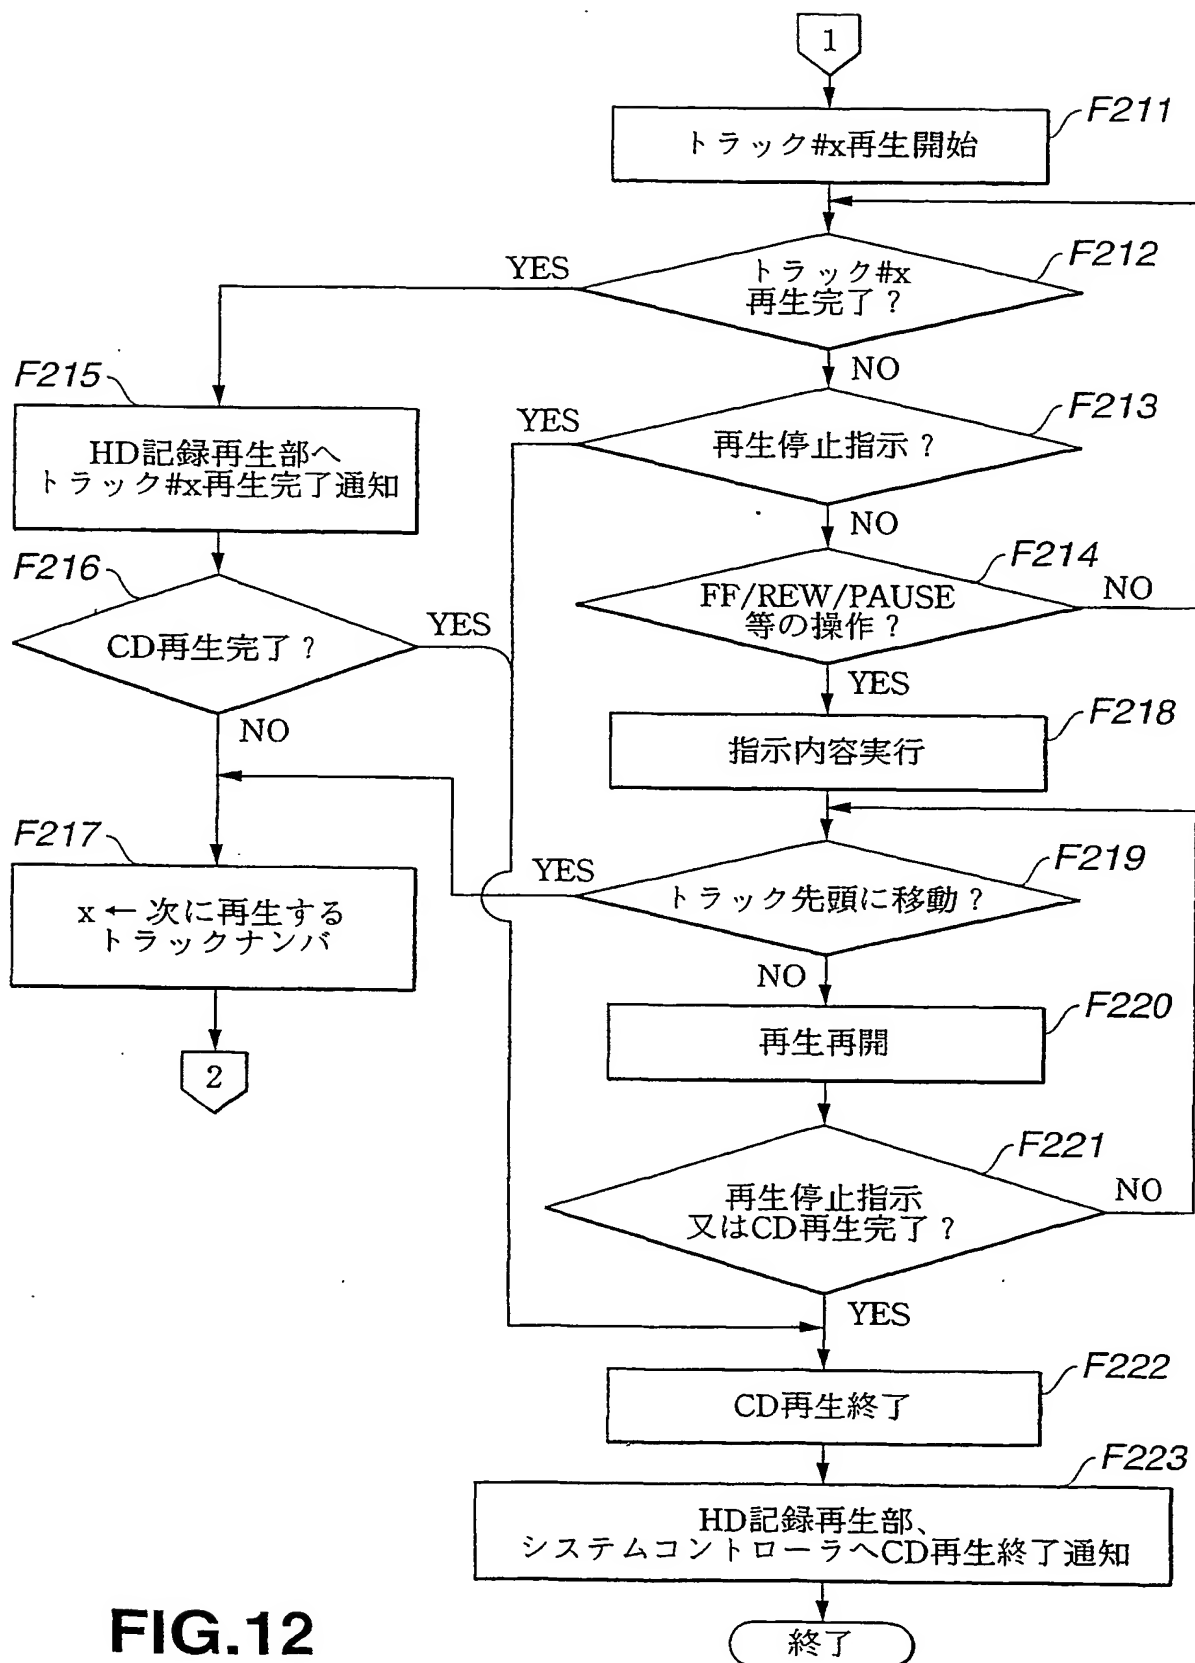 1
F211
トラック#x再生開始
F212
トラック#x
再生完了?
YES
NO
F215
HD記録再生部へ
トラック#x再生完了通知
F213
再生停止指示?
YES
NO
F216
CD再生完了?
YES
NO
F214
FF/REW/PAUSE
等の操作?
NO
YES
F218
指示内容実行
F217
x←次に再生する
トラックナンバ
2
F219
トラック先頭に移動?
YES
NO
F220
再生再開
F221
再生停止指示
又はCD再生完了?
NO
YES
F222
CD再生終了
F223
HD記録再生部、
システムコントローラへCD再生終了通知
終了
FIG.12